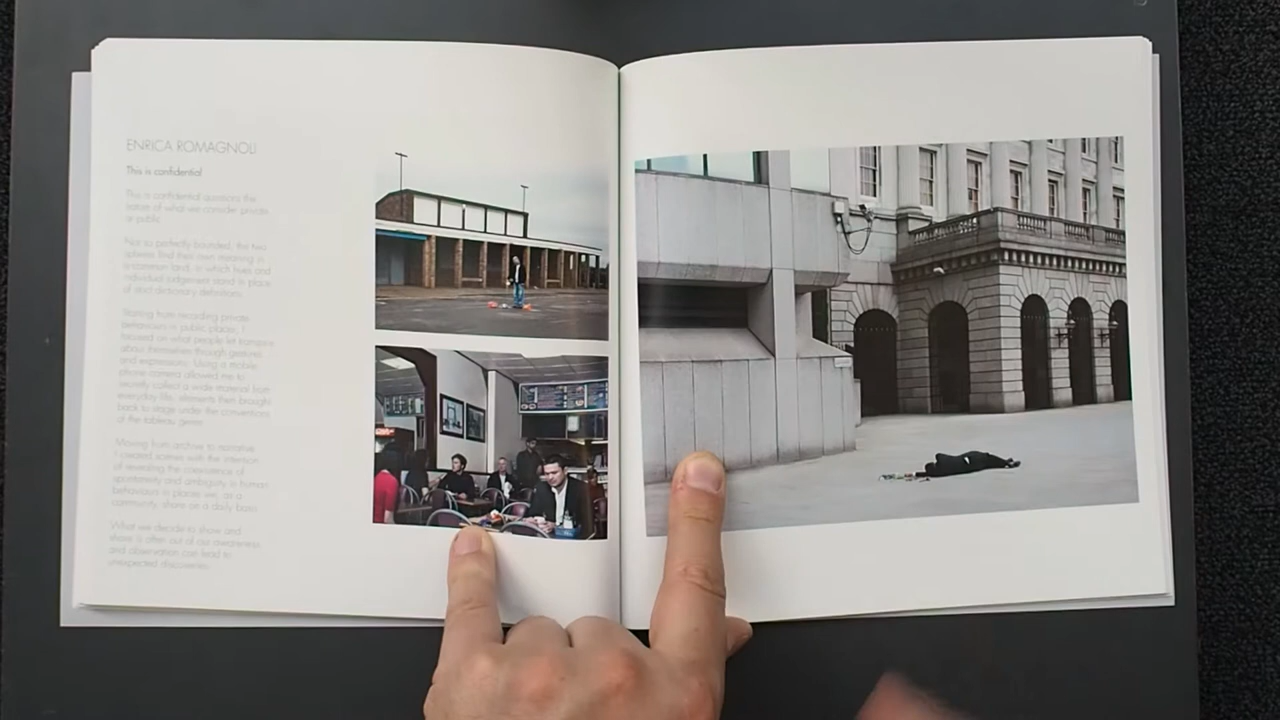 ENRICA ROMAGNOLI
This is confidential
This is confidential questions the
nature of what we consider private
or public.
Not so perfectly bounded, the two
spheres find their own meaning in
a common land, in which lives and
individual judgement stand in place
of strict dictionary definitions.
Starting from recording private
behaviours in public places, I
focused on what people let transpire
about themselves through gestures
and expressions. Using a mobile
phone camera allowed me to
secretly collect a wide material from
everyday life, elements then brought
back to stage under the conventions
of the tableau genre.
Moving from archive to narrative
I created scenes with the intention
of revealing the coexistence of
spontaneity and ambiguity in human
behaviours in places we, as a
community, share on a daily basis.
What we decide to show and
share is often out of our awareness
and observation can lead to
unexpected discoveries.